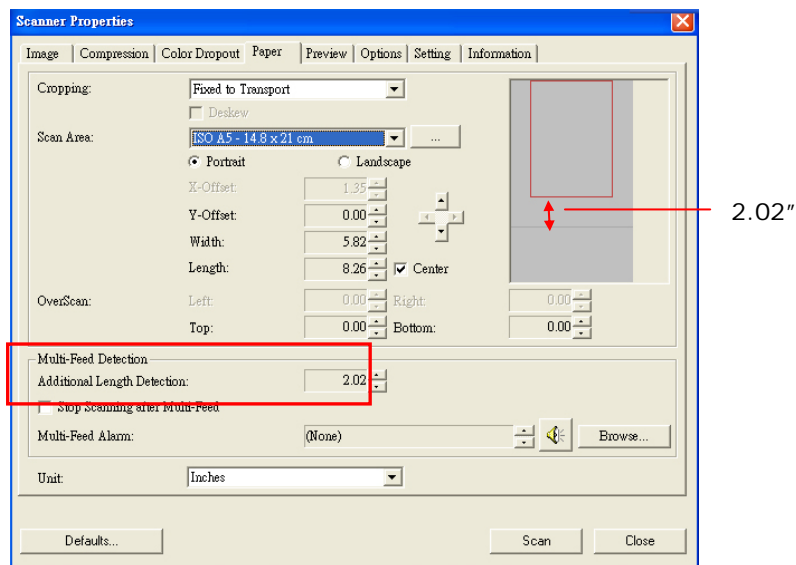 Scanner Properties
Image Compression Color Dropout Paper Preview Options Setting Information
Cropping: Fixed to Transport
Deskew
Scan Area: ISO A5 - 14.8 x 21 cm ...
Portrait Landscape
X-Offset: 1.35
Y-Offset: 0.00
2.02"
Width: 5.82
Length: 8.26 Center
OverScan: Left: 0.00 Right: 0.00
Top: 0.00 Bottom: 0.00
Multi-Feed Detection
Additional Length Detection: 2.02
Stop Scanning after Multi-Feed
Multi-Feed Alarm: (None) Browse...
Unit: Inches
Defaults... Scan Close